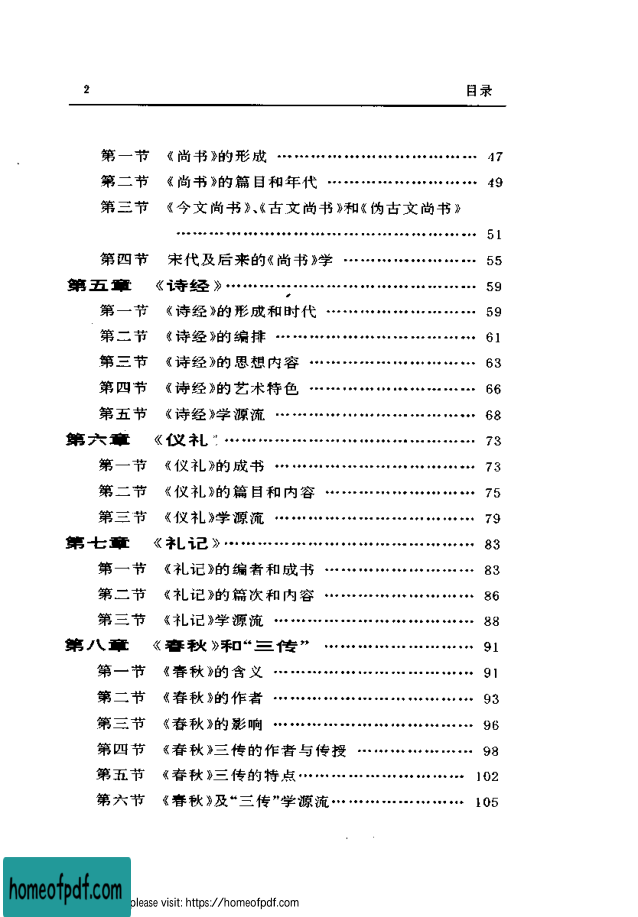 2 目录
第一节 《尚书》的形成 …………………………… 47
第二节 《尚书》的篇目和年代 …………………… 49
第三节 《今文尚书》、《古文尚书》和《伪古文尚书》
…………………………………………… 51
第四节 宋代及后来的《尚书》学 ………………… 55
第五章 《诗经》…………………………………… 59
第一节 《诗经》的形成和时代 …………………… 59
第二节 《诗经》的编排 …………………………… 61
第三节 《诗经》的思想内容 ……………………… 63
第四节 《诗经》的艺术特色 ……………………… 66
第五节 《诗经》学源流 …………………………… 68
第六章 《仪礼》…………………………………… 73
第一节 《仪礼》的成书 …………………………… 73
第二节 《仪礼》的篇目和内容 …………………… 75
第三节 《仪礼》学源流 …………………………… 79
第七章 《礼记》…………………………………… 83
第一节 《礼记》的编者和成书 …………………… 83
第二节 《礼记》的篇次和内容 …………………… 86
第三节 《礼记》学源流 …………………………… 88
第八章 《春秋》和“三传” …………………… 91
第一节 《春秋》的含义 …………………………… 91
第二节 《春秋》的作者 …………………………… 93
第三节 《春秋》的影响 …………………………… 96
第四节 《春秋》三传的作者与传授 ……………… 98
第五节 《春秋》三传的特点……………………… 102
第六节 《春秋》及“三传”学源流………………… 105
homeofpdf.com
please visit: https://homeofpdf.com